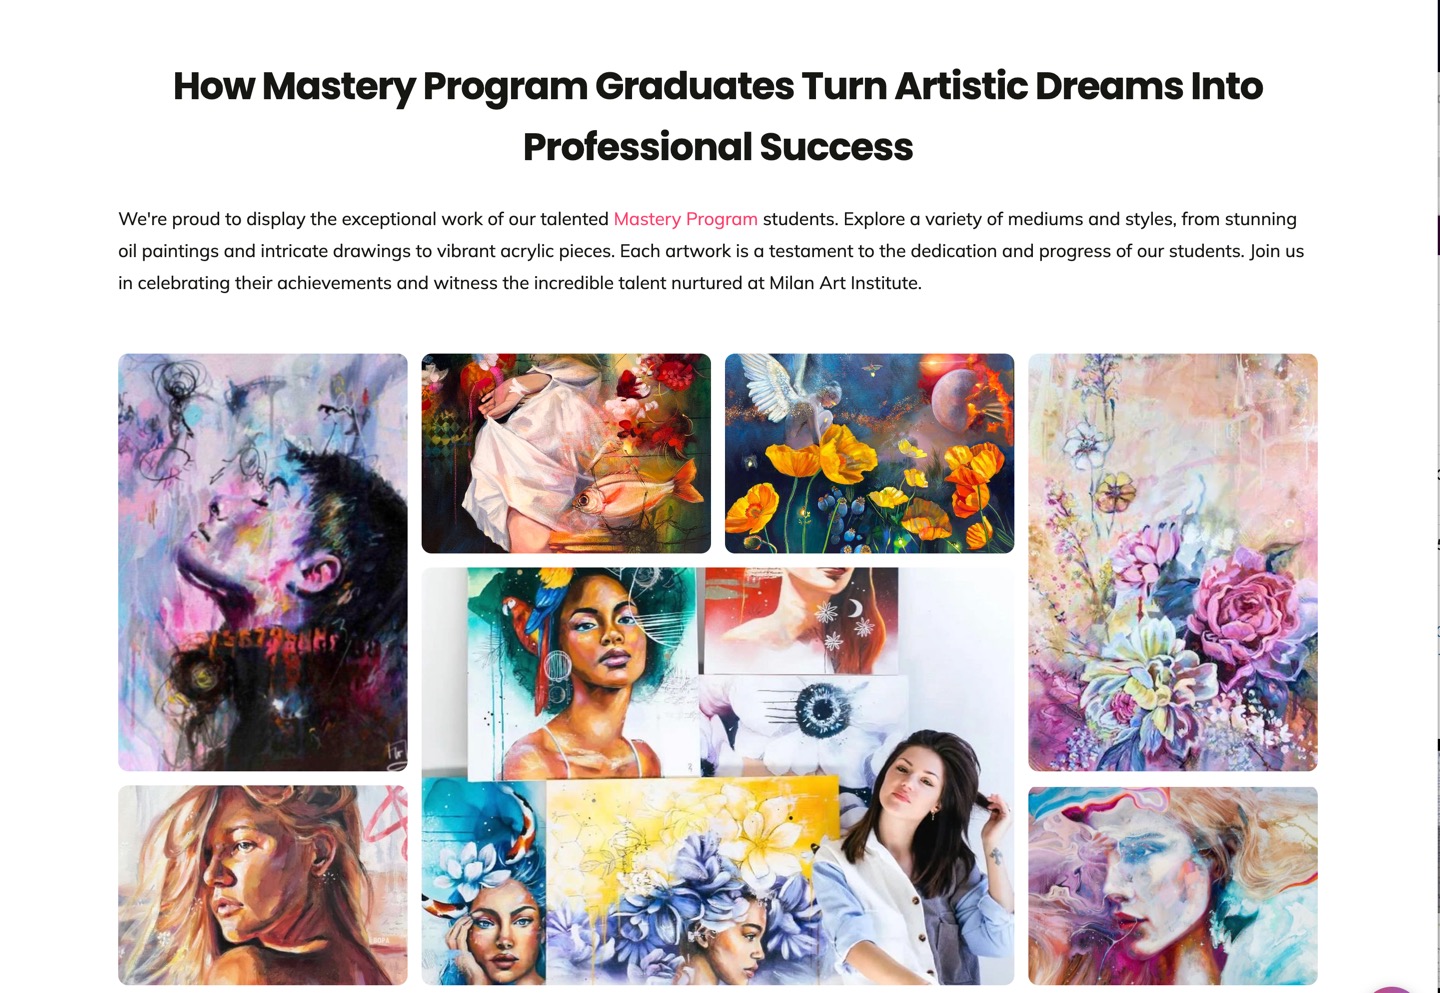 How Mastery Program Graduates Turn Artistic Dreams Into
Professional Success
We're proud to display the exceptional work of our talented Mastery Program students. Explore a variety of mediums and styles, from stunning
oil paintings and intricate drawings to vibrant acrylic pieces. Each artwork is a testament to the dedication and progress of our students. Join us
in celebrating their achievements and witness the incredible talent nurtured at Milan Art Institute.